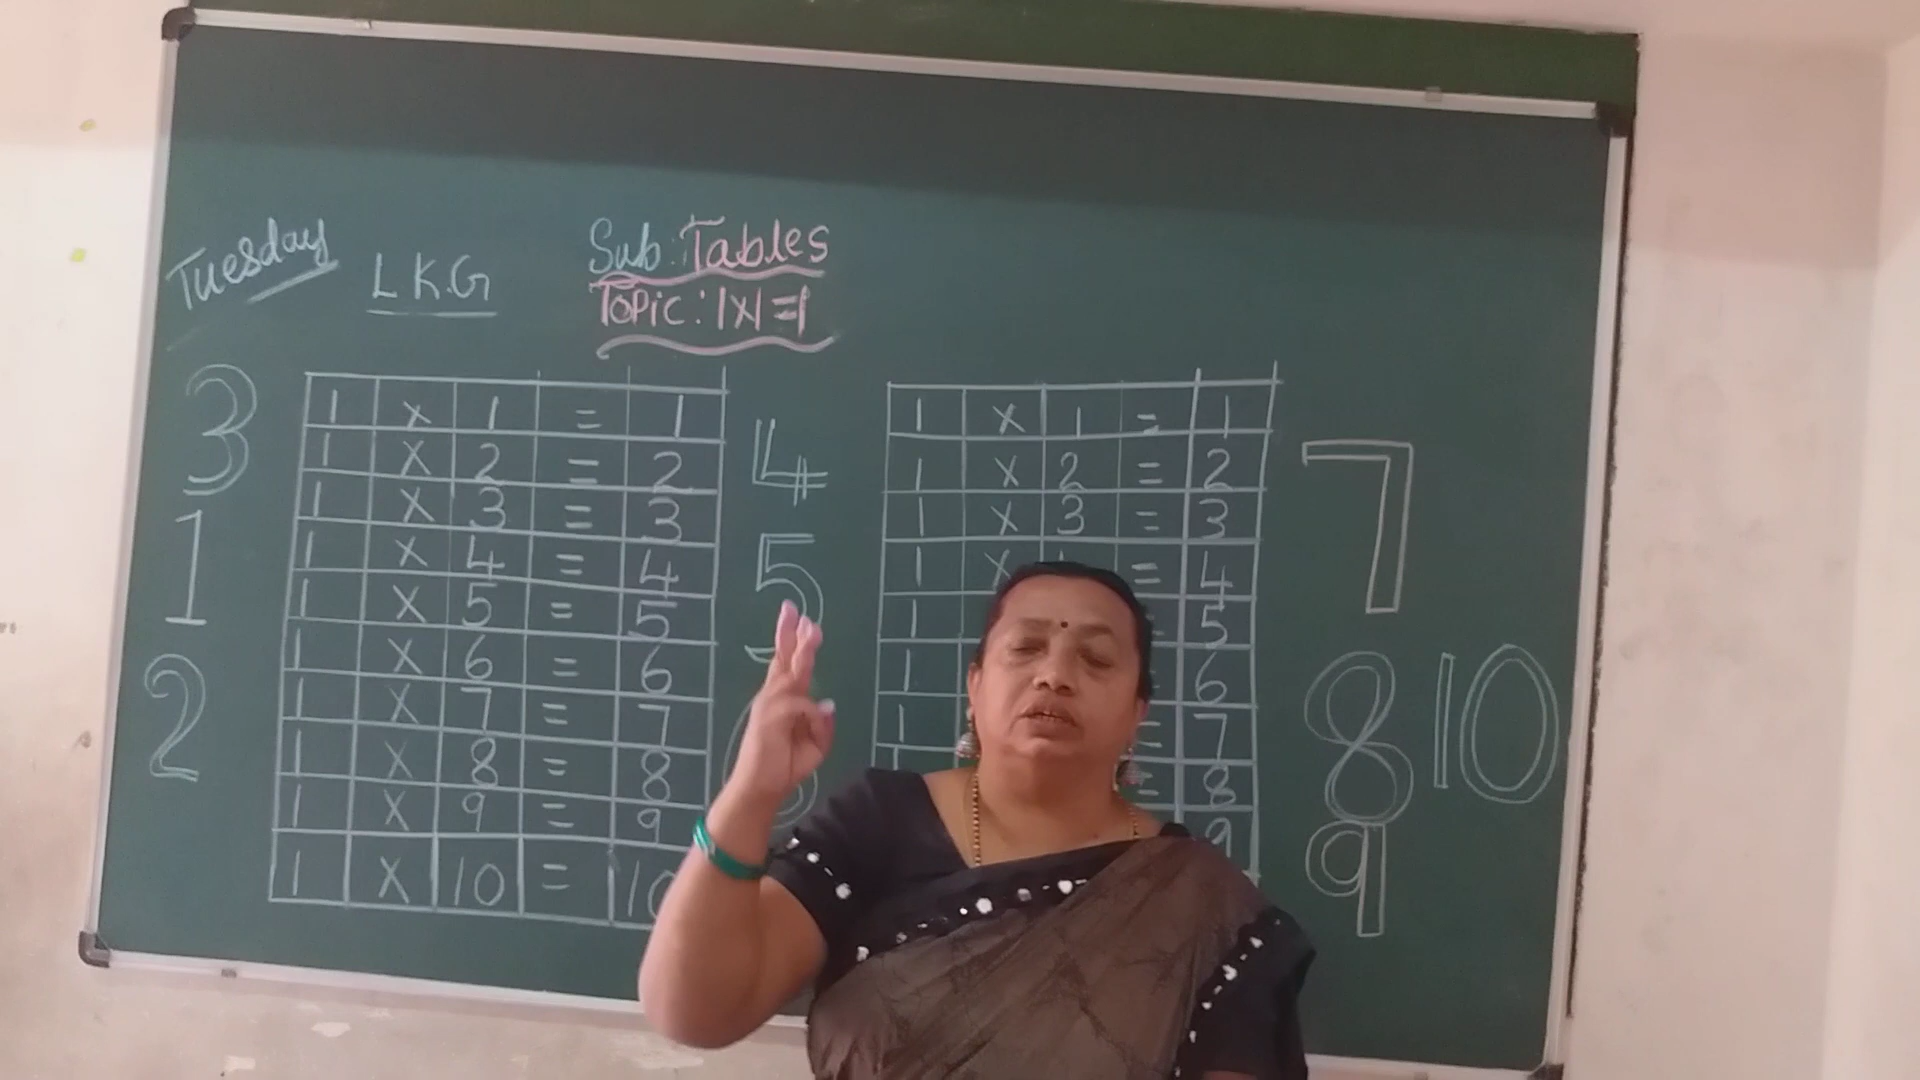 Tuesday
L K.G
Sub: Tables
Topic: 1x1=1
3
1
2
1 x 1 = 1
1 x 2 = 2
1 x 3 = 3
1 x 4 = 4
1 x 5 = 5
1 x 6 = 6
1 x 7 = 7
1 x 8 = 8
1 x 9 = 9
1 x 10 = 10
4
5
1 x 1 = 1
1 x 2 = 2
1 x 3 = 3
1 x = 4
1 = 5
1 = 6
1 = 7
= 8
9
7
8
10
9